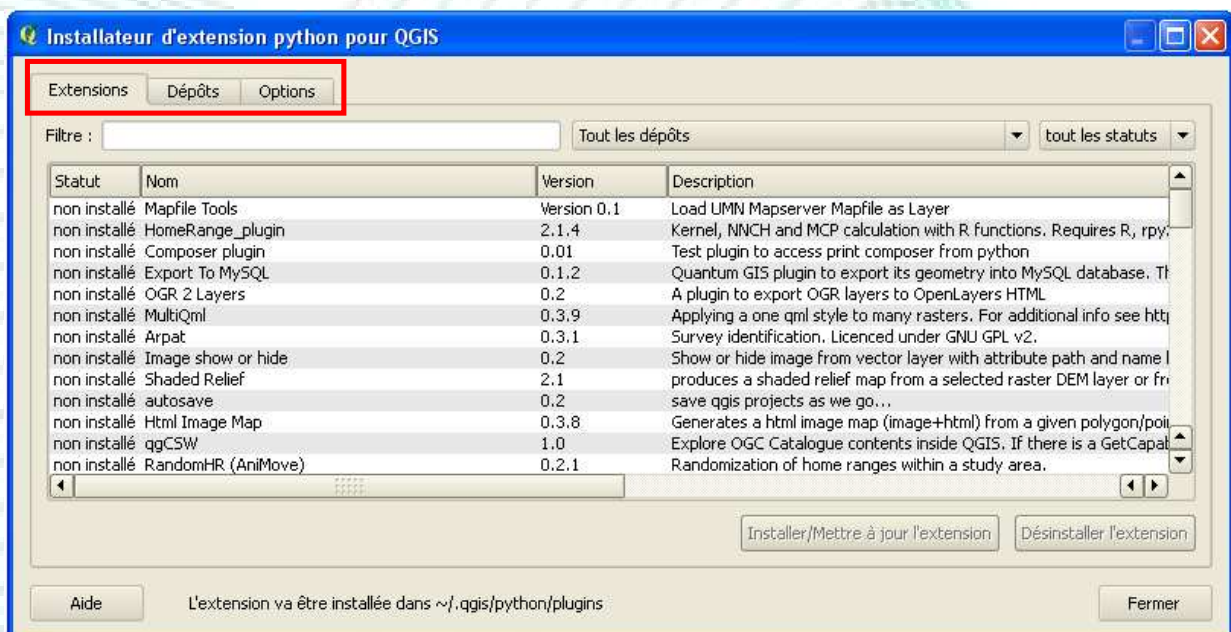 Installateur d'extension python pour QGIS
Extensions Dépôts Options
Filtre : Tout les dépôts tout les statuts
Statut Nom Version Description
non installé Mapfile Tools Version 0.1 Load UMN Mapserver Mapfile as Layer
non installé HomeRange_plugin 2.1.4 Kernel, NNCH and MCP calculation with R functions. Requires R, rpy2
non installé Composer plugin 0.01 Test plugin to access print composer from python
non installé Export To MySQL 0.1.2 Quantum GIS plugin to export its geometry into MySQL database. Th
non installé OGR 2 Layers 0.2 A plugin to export OGR layers to OpenLayers HTML
non installé MultiQml 0.3.9 Applying a one qml style to many rasters. For additional info see http
non installé Arpat 0.3.1 Survey identification. Licenced under GNU GPL v2.
non installé Image show or hide 0.2 Show or hide image from vector layer with attribute path and name
non installé Shaded Relief 2.1 produces a shaded relief map from a selected raster DEM layer or fr
non installé autosave 0.2 save qgis projects as we go...
non installé Html Image Map 0.3.8 Generates a html image map (image+html) from a given polygon/poi
non installé qgCSW 1.0 Explore OGC Catalogue contents inside QGIS. If there is a GetCapab
non installé RandomHR (AniMove) 0.2.1 Randomization of home ranges within a study area.
Installer/Mettre à jour l'extension Désinstaller l'extension
Aide L'extension va être installée dans ~/.qgis/python/plugins Fermer